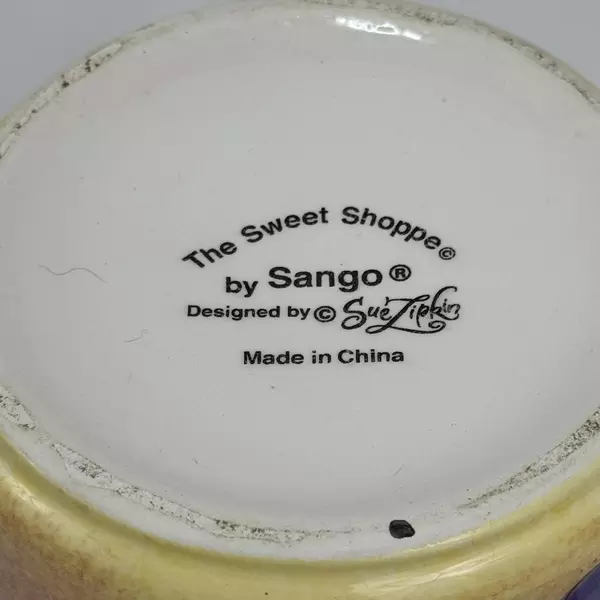 The Sweet Shoppe©
by Sango®
Designed by © Sue Zipkin
Made in China